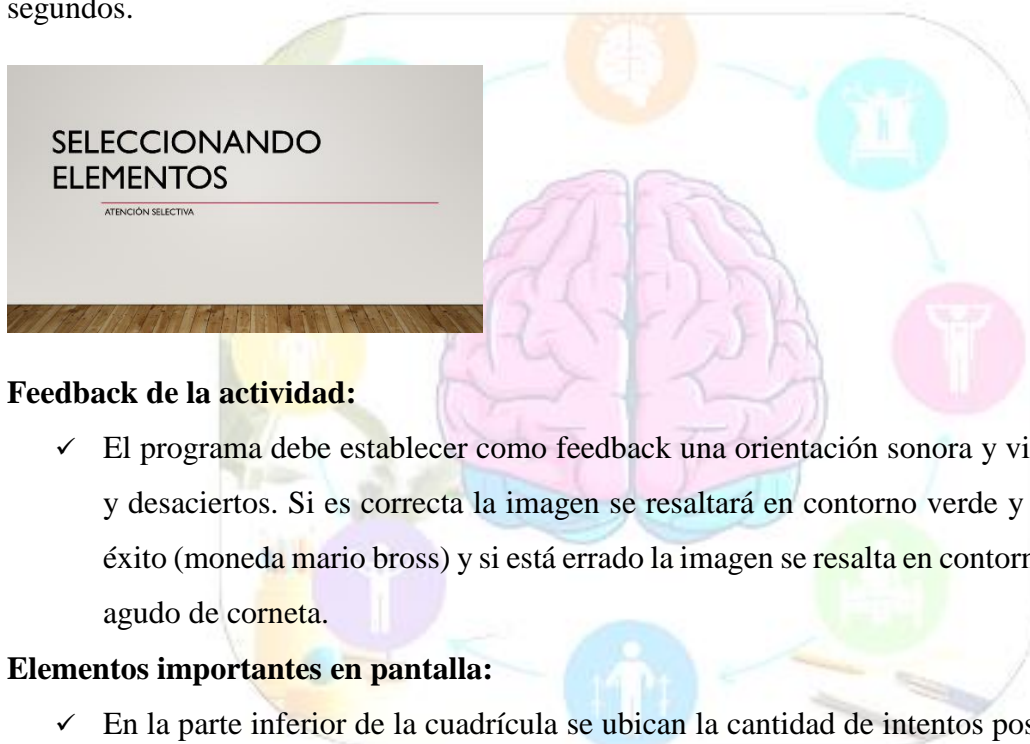 segundos.
SELECCIONANDO
ELEMENTOS
ATENCIÓN SELECTIVA
Feedback de la actividad:
✓ El programa debe establecer como feedback una orientación sonora y
y desaciertos. Si es correcta la imagen se resaltará en contorno verde y
éxito (moneda mario bross) y si está errado la imagen se resalta en
agudo de corneta.
Elementos importantes en pantalla:
✓ En la parte inferior de la cuadrícula se ubican la cantidad de intentos